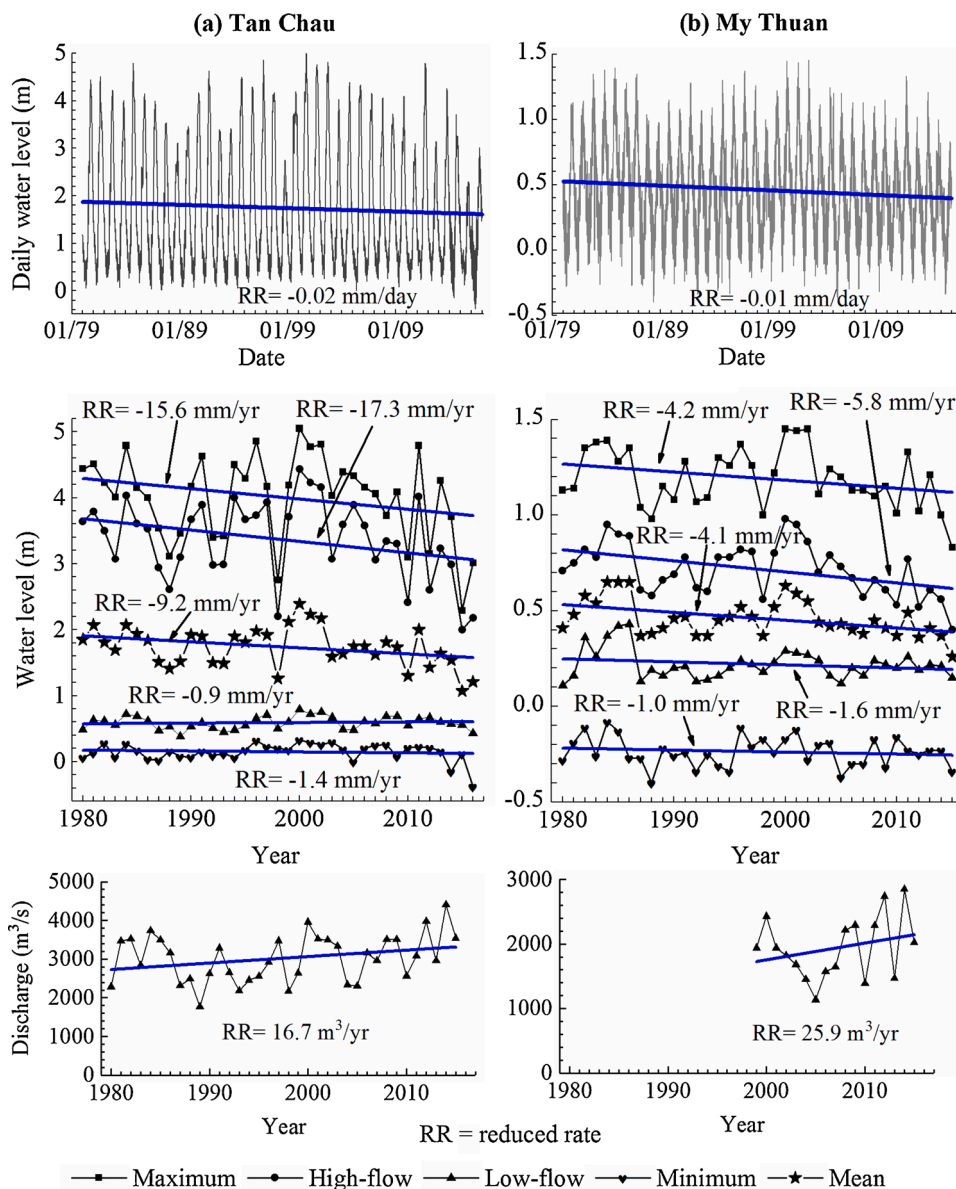 (a) Tan Chau
(b) My Thuan
Daily water level (m)
5
4
3
2
1
0
RR= -0.02 mm/day
01/79 01/89 01/99 01/09
Date
1.5
1.0
0.5
0.0
-0.5
RR= -0.01 mm/day
01/79 01/89 01/99 01/09
Date
Water level (m)
5
4
3
2
1
0
RR= -15.6 mm/yr
RR= -17.3 mm/yr
RR= -9.2 mm/yr
RR= -0.9 mm/yr
RR= -1.4 mm/yr
1980 1990 2000 2010
Year
1.5
1.0
0.5
0.0
-0.5
RR= -4.2 mm/yr
RR= -5.8 mm/yr
RR= -4.1 mm/yr
RR= -1.0 mm/yr
RR= -1.6 mm/yr
1980 1990 2000 2010
Year
Discharge (m³/s)
5000
4000
3000
2000
1000
0
RR= 16.7 m³/yr
1980 1990 2000 2010
Year
3000
2000
1000
0
RR= 25.9 m³/yr
1980 1990 2000 2010
Year
RR = reduced rate
Maximum High-flow Low-flow Minimum Mean